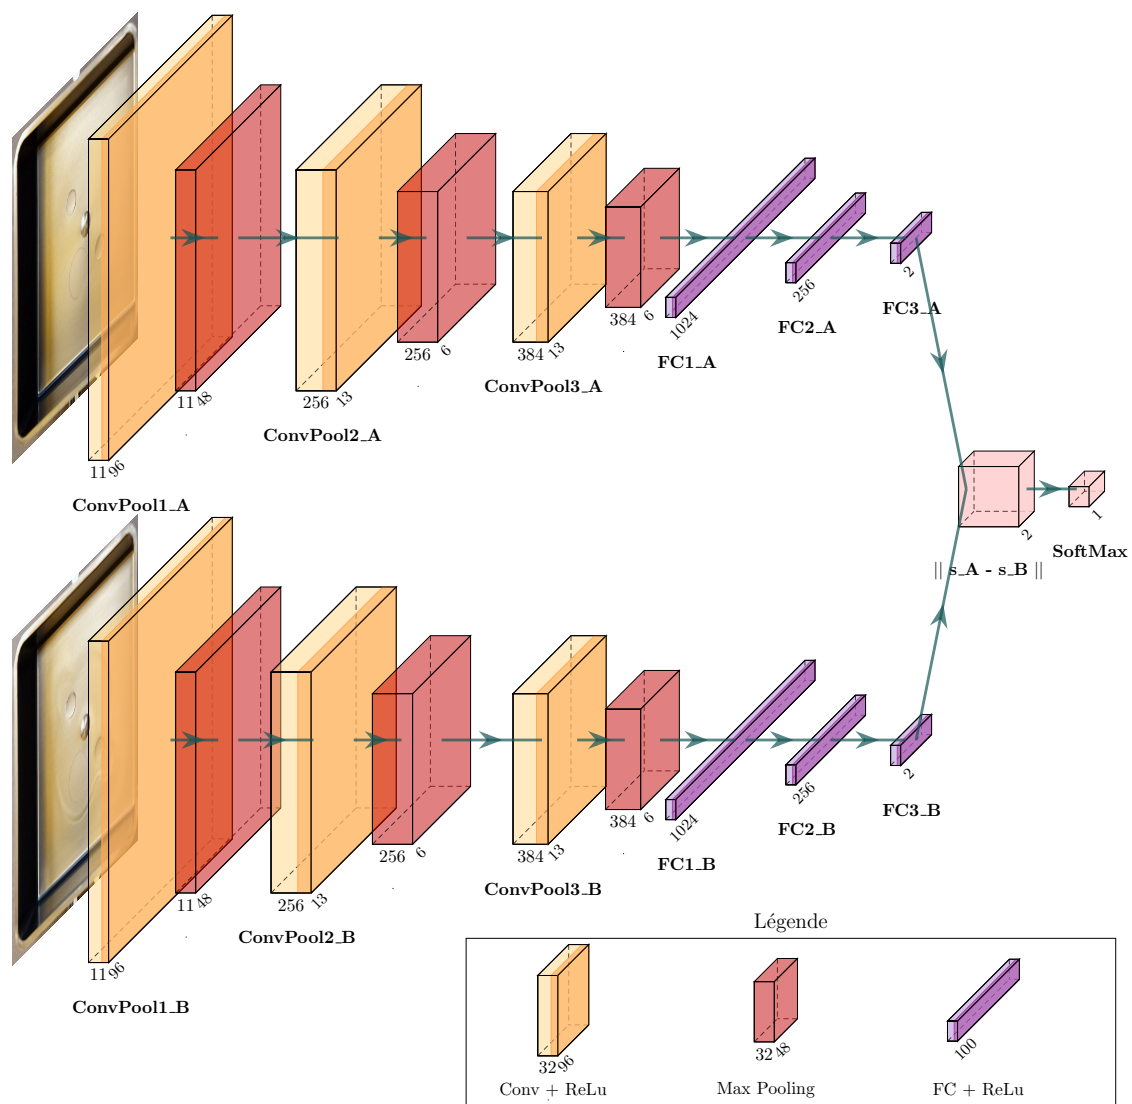 11 96
ConvPool1_A
11 48
256 13
ConvPool2_A
256 6
384 13
ConvPool3_A
384 6
1024
FC1_A
256
FC2_A
2
FC3_A
2
|| s_A - s_B ||
1
SoftMax
11 96
ConvPool1_B
11 48
256 13
ConvPool2_B
256 6
384 13
ConvPool3_B
384 6
1024
FC1_B
256
FC2_B
2
FC3_B
Légende
32 96
Conv + ReLu
32 48
Max Pooling
100
FC + ReLu